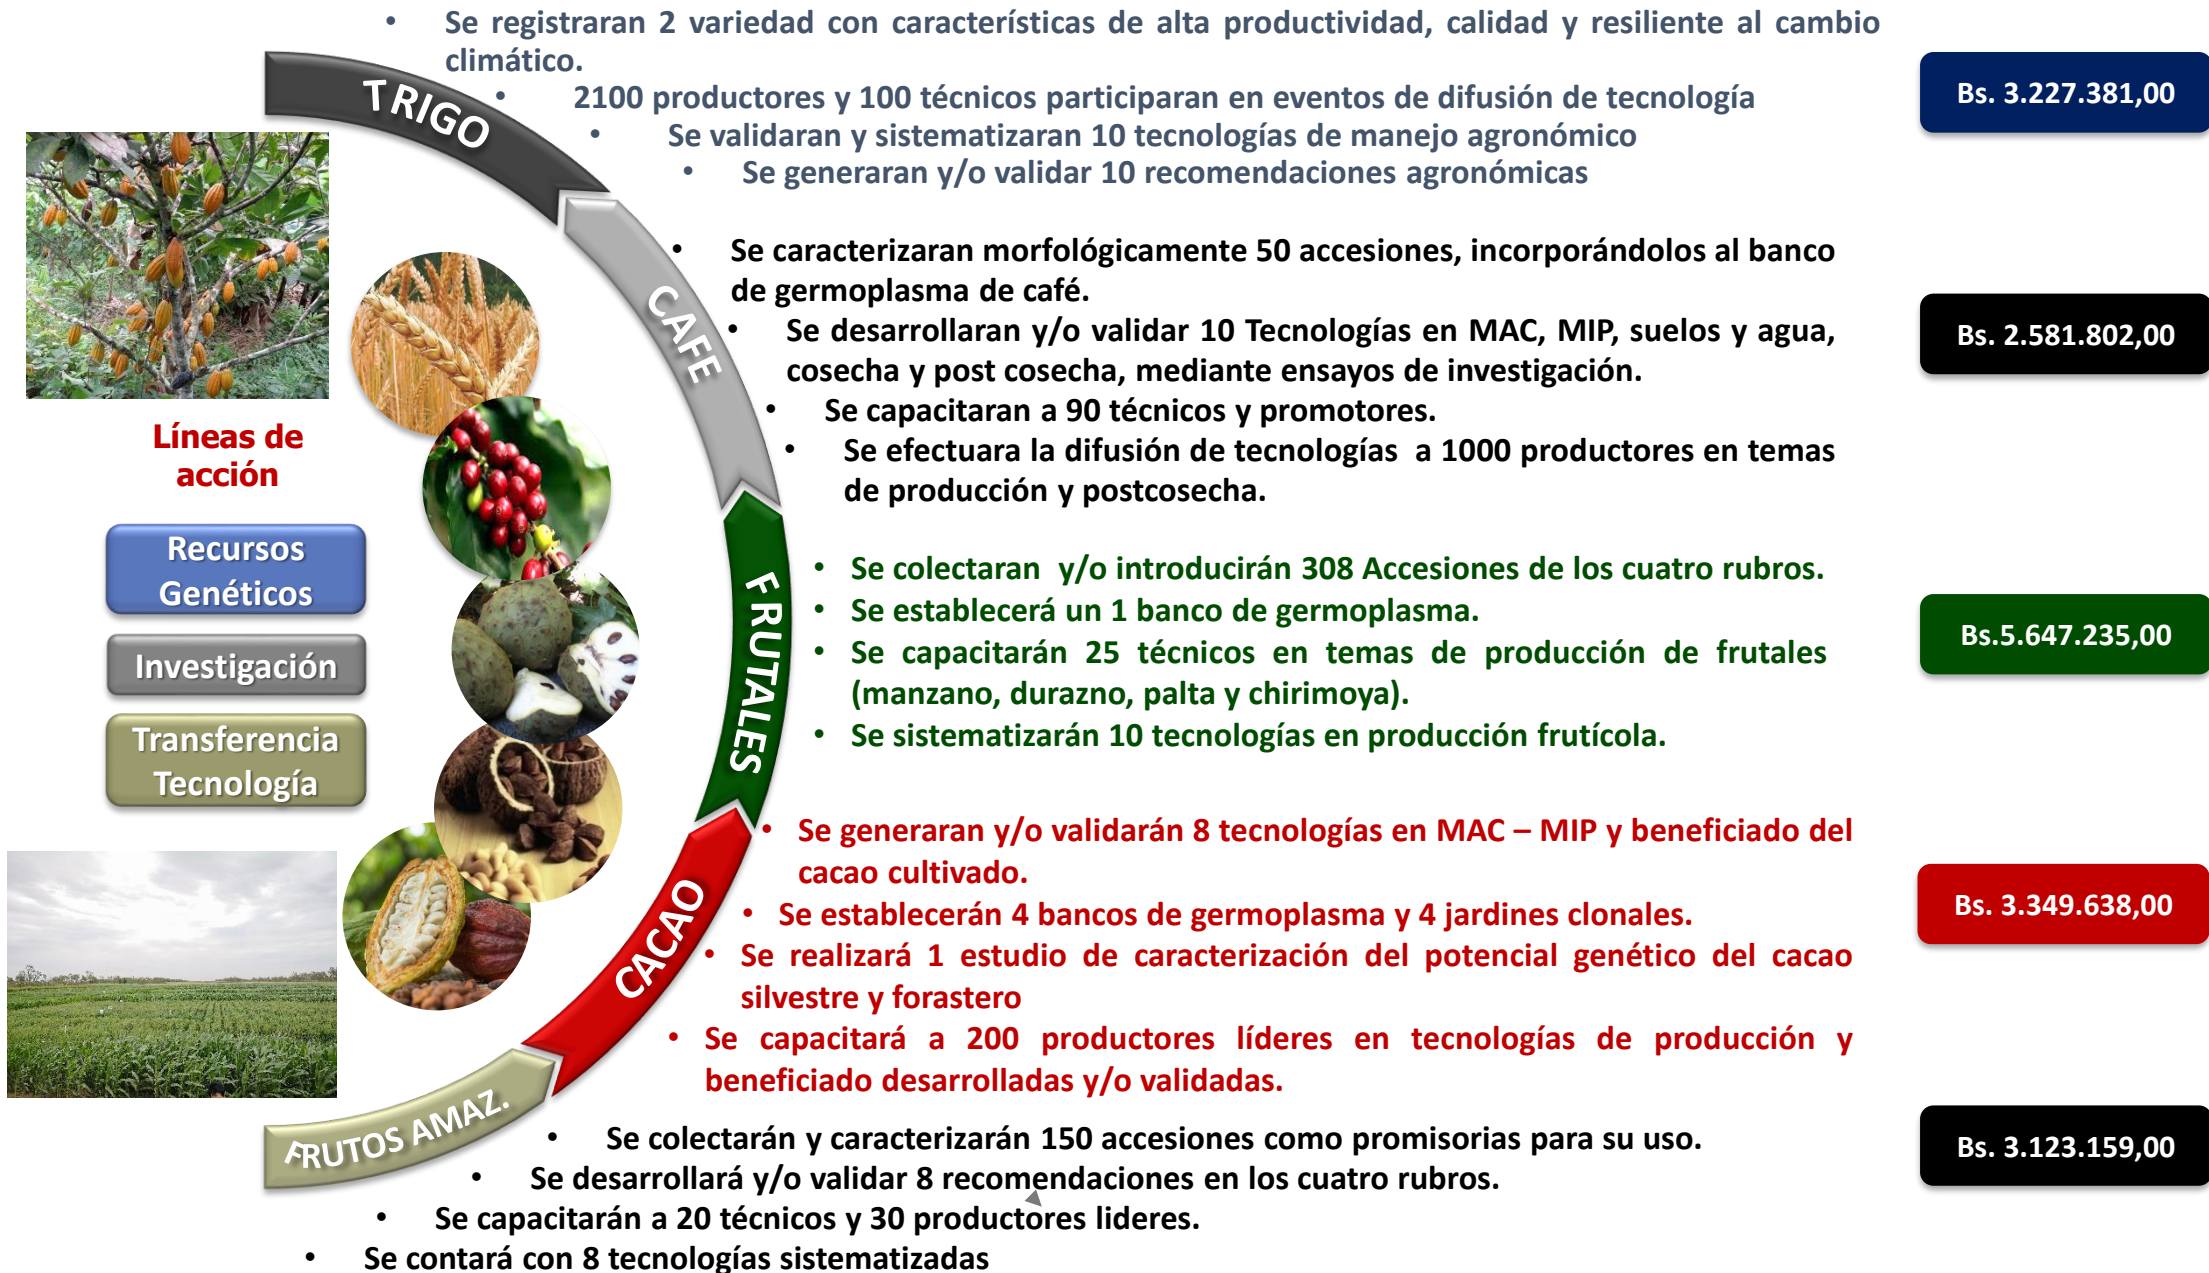 • Se registraran 2 variedad con características de alta productividad, calidad y resiliente al cambio
climático.
• 2100 productores y 100 técnicos participaran en eventos de difusión de tecnología
• Se validaran y sistematizaran 10 tecnologías de manejo agronómico
• Se generaran y/o validar 10 recomendaciones agronómicas
TRIGO
Bs. 3.227.381,00
• Se caracterizaran morfológicamente 50 accesiones, incorporándolos al banco
de germoplasma de café.
• Se desarrollaran y/o validar 10 Tecnologías en MAC, MIP, suelos y agua,
cosecha y post cosecha, mediante ensayos de investigación.
• Se capacitaran a 90 técnicos y promotores.
• Se efectuara la difusión de tecnologías a 1000 productores en temas
de producción y postcosecha.
CAFE
Bs. 2.581.802,00
Líneas de
acción
Recursos
Genéticos
Investigación
Transferencia
Tecnología
• Se colectaran y/o introducirán 308 Accesiones de los cuatro rubros.
• Se establecerá un 1 banco de germoplasma.
• Se capacitarán 25 técnicos en temas de producción de frutales
(manzano, durazno, palta y chirimoya).
• Se sistematizarán 10 tecnologías en producción frutícola.
FRUTALES
Bs.5.647.235,00
• Se generaran y/o validarán 8 tecnologías en MAC – MIP y beneficiado del
cacao cultivado.
• Se establecerán 4 bancos de germoplasma y 4 jardines clonales.
• Se realizará 1 estudio de caracterización del potencial genético del cacao
silvestre y forastero
• Se capacitará a 200 productores líderes en tecnologías de producción y
beneficiado desarrolladas y/o validadas.
CACAO
Bs. 3.349.638,00
FRUTOS AMAZ.
• Se colectarán y caracterizarán 150 accesiones como promisorias para su uso.
• Se desarrollará y/o validar 8 recomendaciones en los cuatro rubros.
• Se capacitarán a 20 técnicos y 30 productores lideres.
• Se contará con 8 tecnologías sistematizadas
Bs. 3.123.159,00